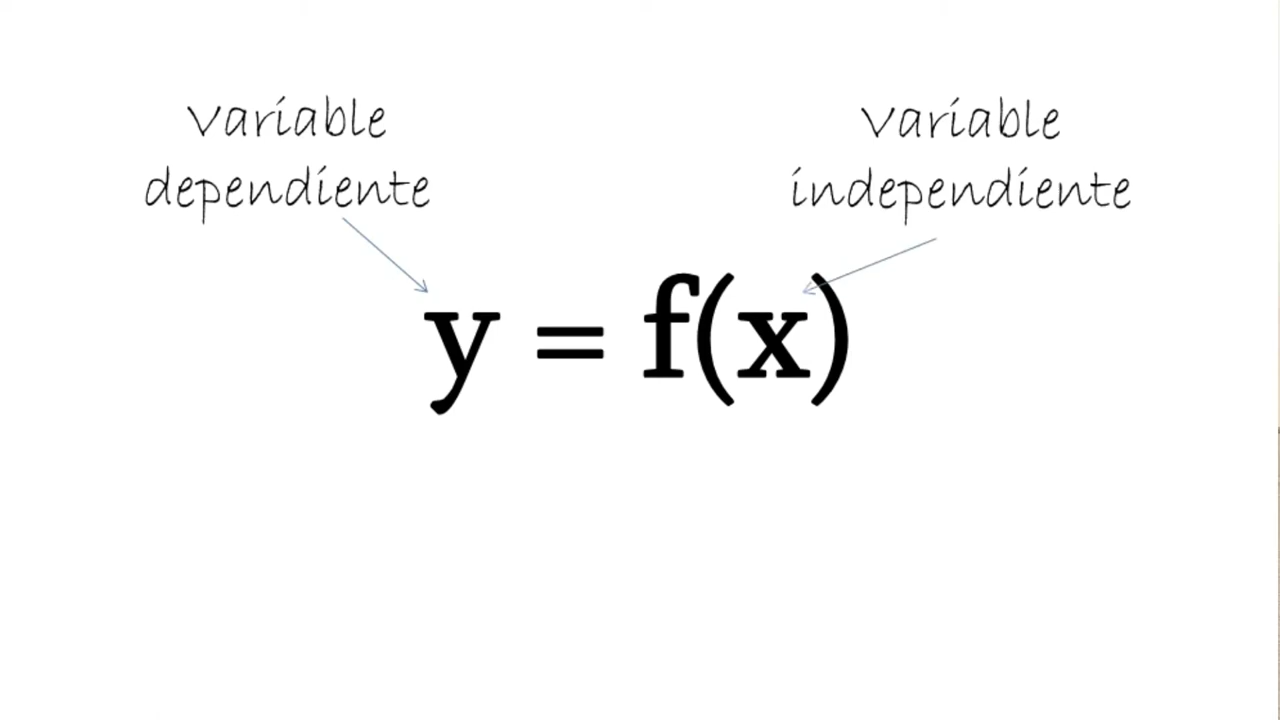 Variable
dependiente
Variable
independiente
y = f(x)